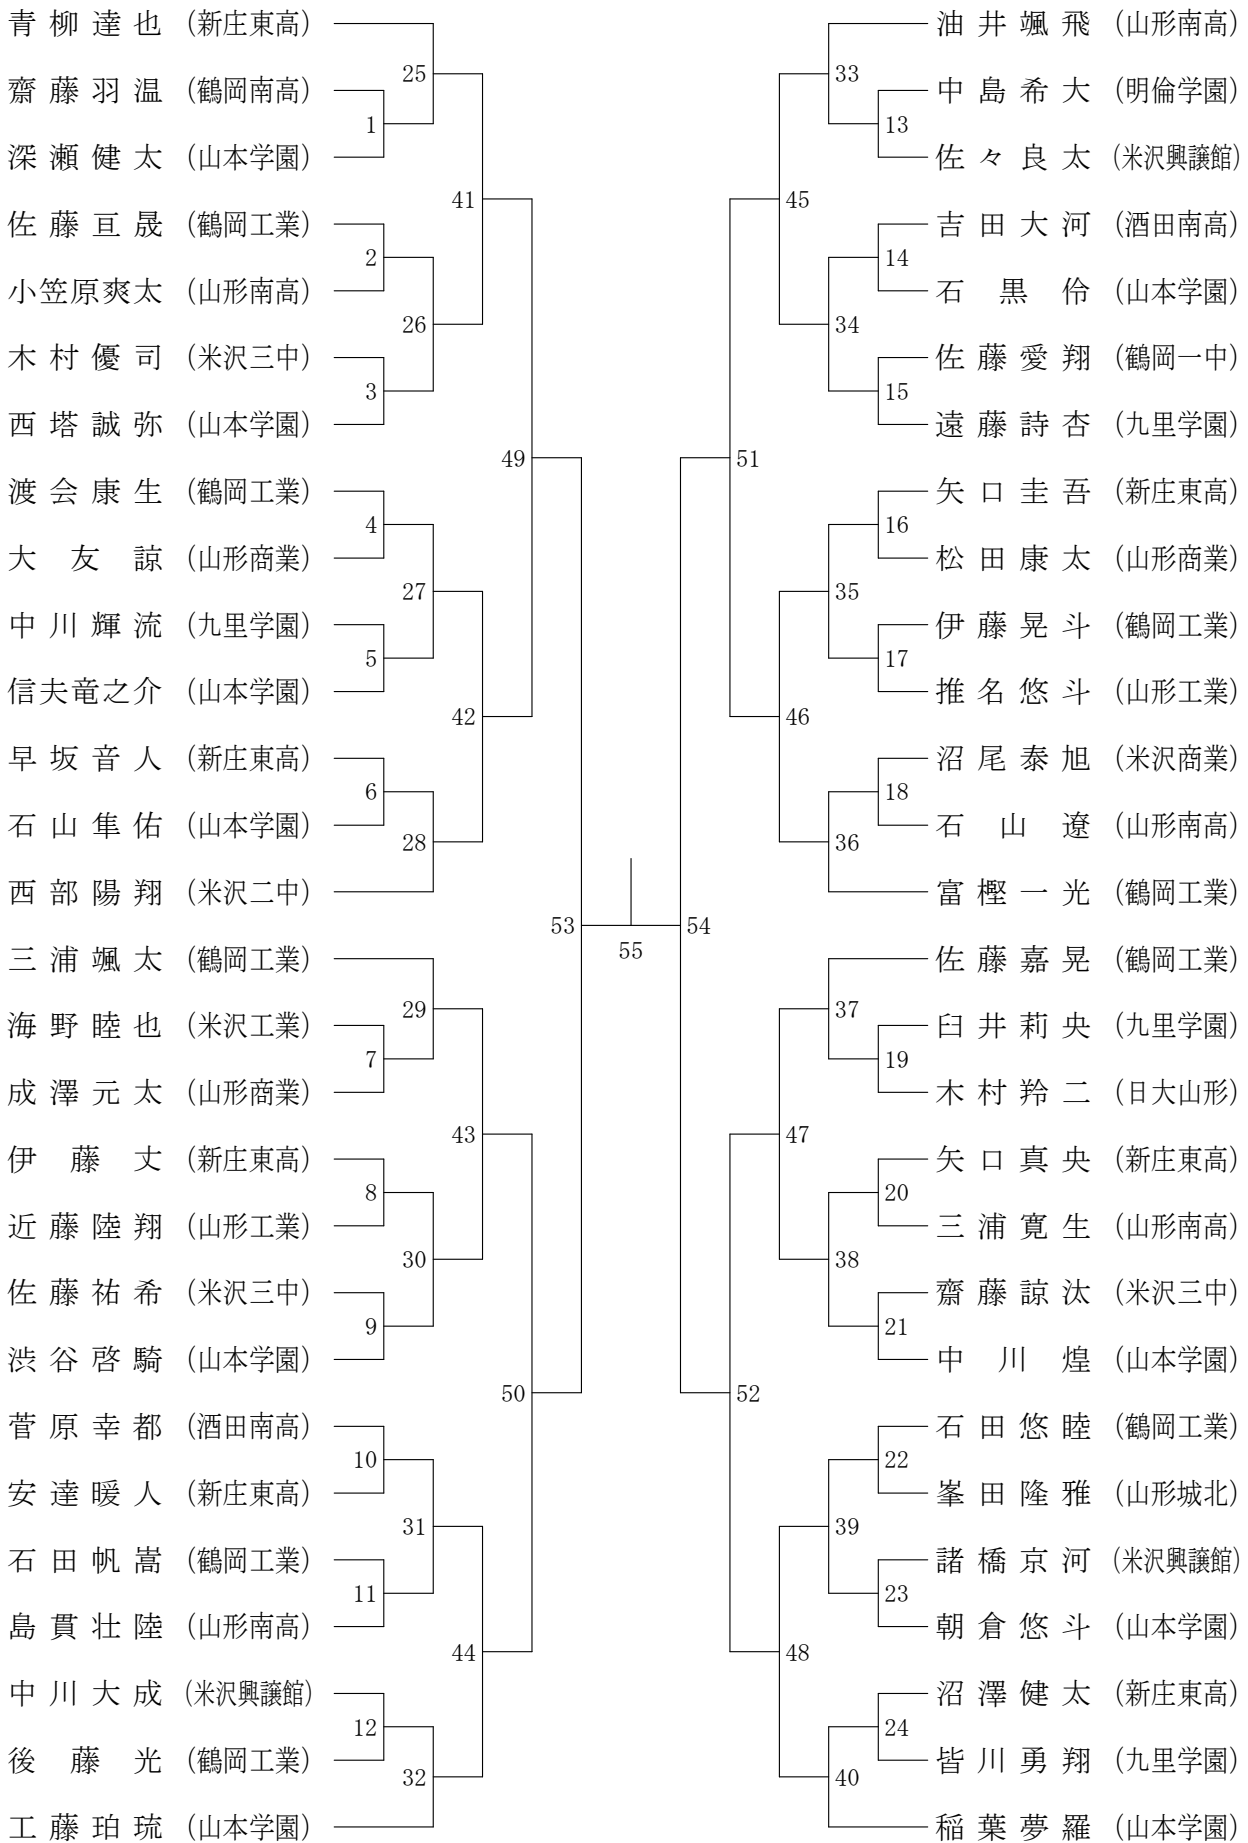 青柳達也 (新庄東高)
齋藤羽温 (鶴岡南高)
深瀬健太 (山本学園)
佐藤亘晟 (鶴岡工業)
小笠原爽太 (山形南高)
木村優司 (米沢三中)
西塔誠弥 (山本学園)
渡会康生 (鶴岡工業)
大友諒 (山形商業)
中川輝流 (九里学園)
信夫竜之介 (山本学園)
早坂音人 (新庄東高)
石山隼佑 (山本学園)
西部陽翔 (米沢二中)
三浦颯太 (鶴岡工業)
海野睦也 (米沢工業)
成澤元太 (山形商業)
伊藤丈 (新庄東高)
近藤陸翔 (山形工業)
佐藤祐希 (米沢三中)
渋谷啓騎 (山本学園)
菅原幸都 (酒田南高)
安達暖人 (新庄東高)
石田帆嵩 (鶴岡工業)
島貫壮陸 (山形南高)
中川大成 (米沢興譲館)
後藤光 (鶴岡工業)
工藤珀琉 (山本学園)
1
2
3
4
5
6
7
8
9
10
11
12
25
26
27
28
29
30
31
32
41
42
43
44
49
50
53
55
54
51
52
45
46
47
48
33
34
35
36
37
38
39
40
13
14
15
16
17
18
19
20
21
22
23
24
油井颯飛 (山形南高)
中島希大 (明倫学園)
佐々良太 (米沢興譲館)
吉田大河 (酒田南高)
石黒伶 (山本学園)
佐藤愛翔 (鶴岡一中)
遠藤詩杏 (九里学園)
矢口圭吾 (新庄東高)
松田康太 (山形商業)
伊藤晃斗 (鶴岡工業)
推名悠斗 (山形工業)
沼尾泰旭 (米沢商業)
石山遼 (山形南高)
富樫一光 (鶴岡工業)
佐藤嘉晃 (鶴岡工業)
臼井莉央 (九里学園)
木村羚二 (日大山形)
矢口真央 (新庄東高)
三浦寛生 (山形南高)
齋藤諒汰 (米沢三中)
中川煌 (山本学園)
石田悠睦 (鶴岡工業)
峯田隆雅 (山形城北)
諸橋京河 (米沢興譲館)
朝倉悠斗 (山本学園)
沼澤健太 (新庄東高)
皆川勇翔 (九里学園)
稲葉夢羅 (山本学園)